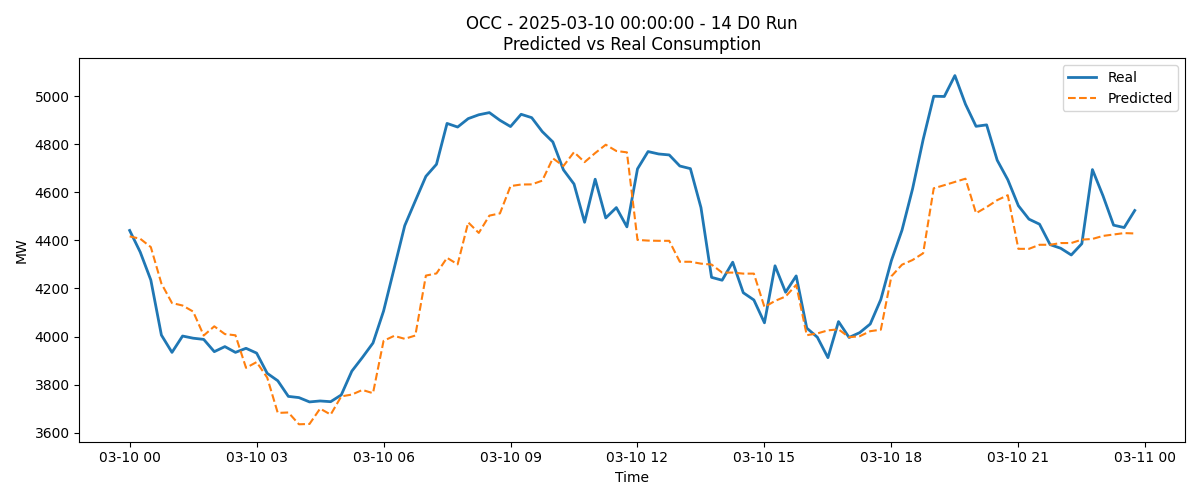 OCC - 2025-03-10 00:00:00 - 14 D0 Run
Predicted vs Real Consumption
Real
Predicted
MW
5000
4800
4600
4400
4200
4000
3800
3600
03-10 00
03-10 03
03-10 06
03-10 09
03-10 12
03-10 15
03-10 18
03-10 21
03-11 00
Time